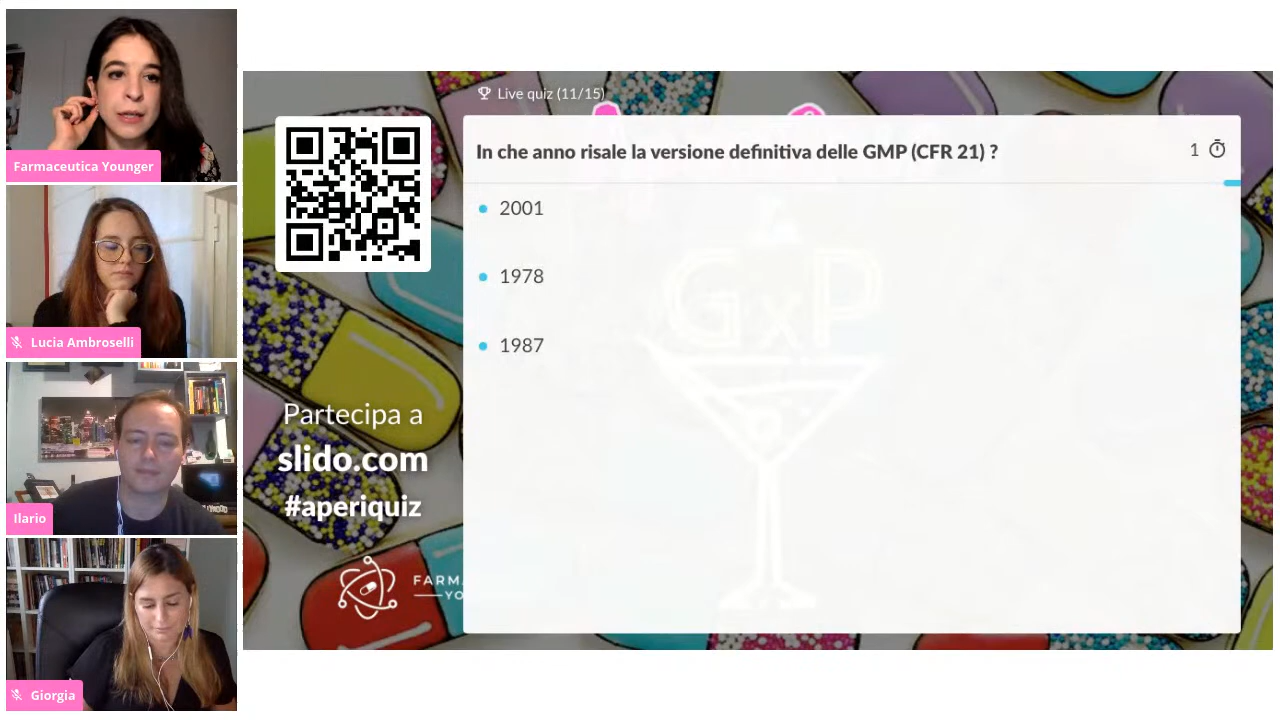 Farmaceutica Younger
Lucia Ambroselli
Ilario
Giorgia
Live quiz (11/15)
In che anno risale la versione definitiva delle GMP (CFR 21) ?
1
2001
1978
1987
GxP
Partecipa a
slido.com
#aperiquiz
FARM
YO